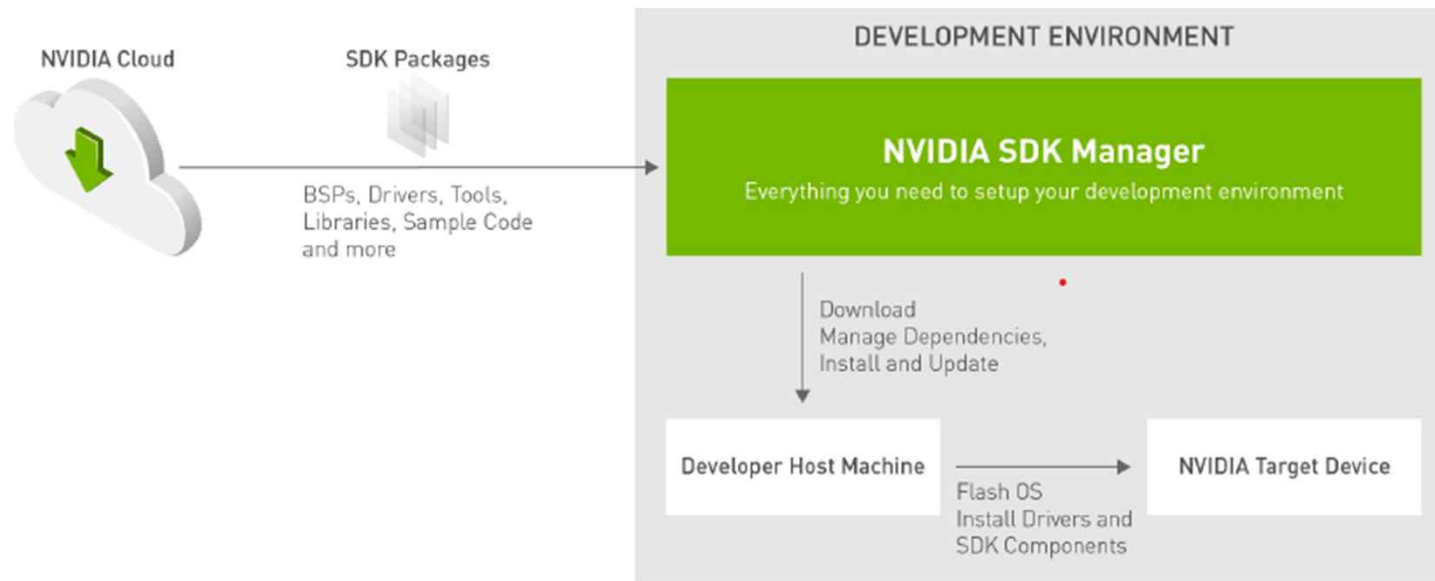 NVIDIA Cloud
SDK Packages
BSPs, Drivers, Tools,
Libraries, Sample Code
and more
DEVELOPMENT ENVIRONMENT
NVIDIA SDK Manager
Everything you need to setup your development environment
Download
Manage Dependencies,
Install and Update
Developer Host Machine
Flash OS
Install Drivers and
SDK Components
NVIDIA Target Device